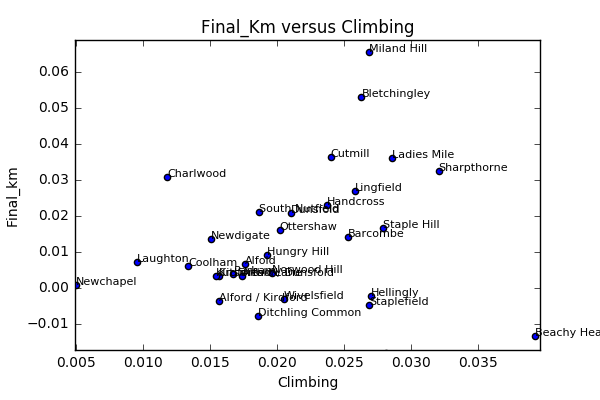 Final_Km versus Climbing
Miland Hill
Bletchingley
Cutmill
Ladies Mile
Sharpthorne
Charlwood
Lingfield
Handcross
South Nutfield
Dunsfold
Ottershaw
Staple Hill
Newdigate
Barcombe
Hungry Hill
Laughton
Coolham
Alfold
Norwood Hill
Newchapel
Alford / Kirdford
Wivelsfield
Hellingly
Staplefield
Ditchling Common
Beachy Hea
0.06
0.05
0.04
0.03
0.02
0.01
0.00
−0.01
Final_km
0.005 0.010 0.015 0.020 0.025 0.030 0.035
Climbing